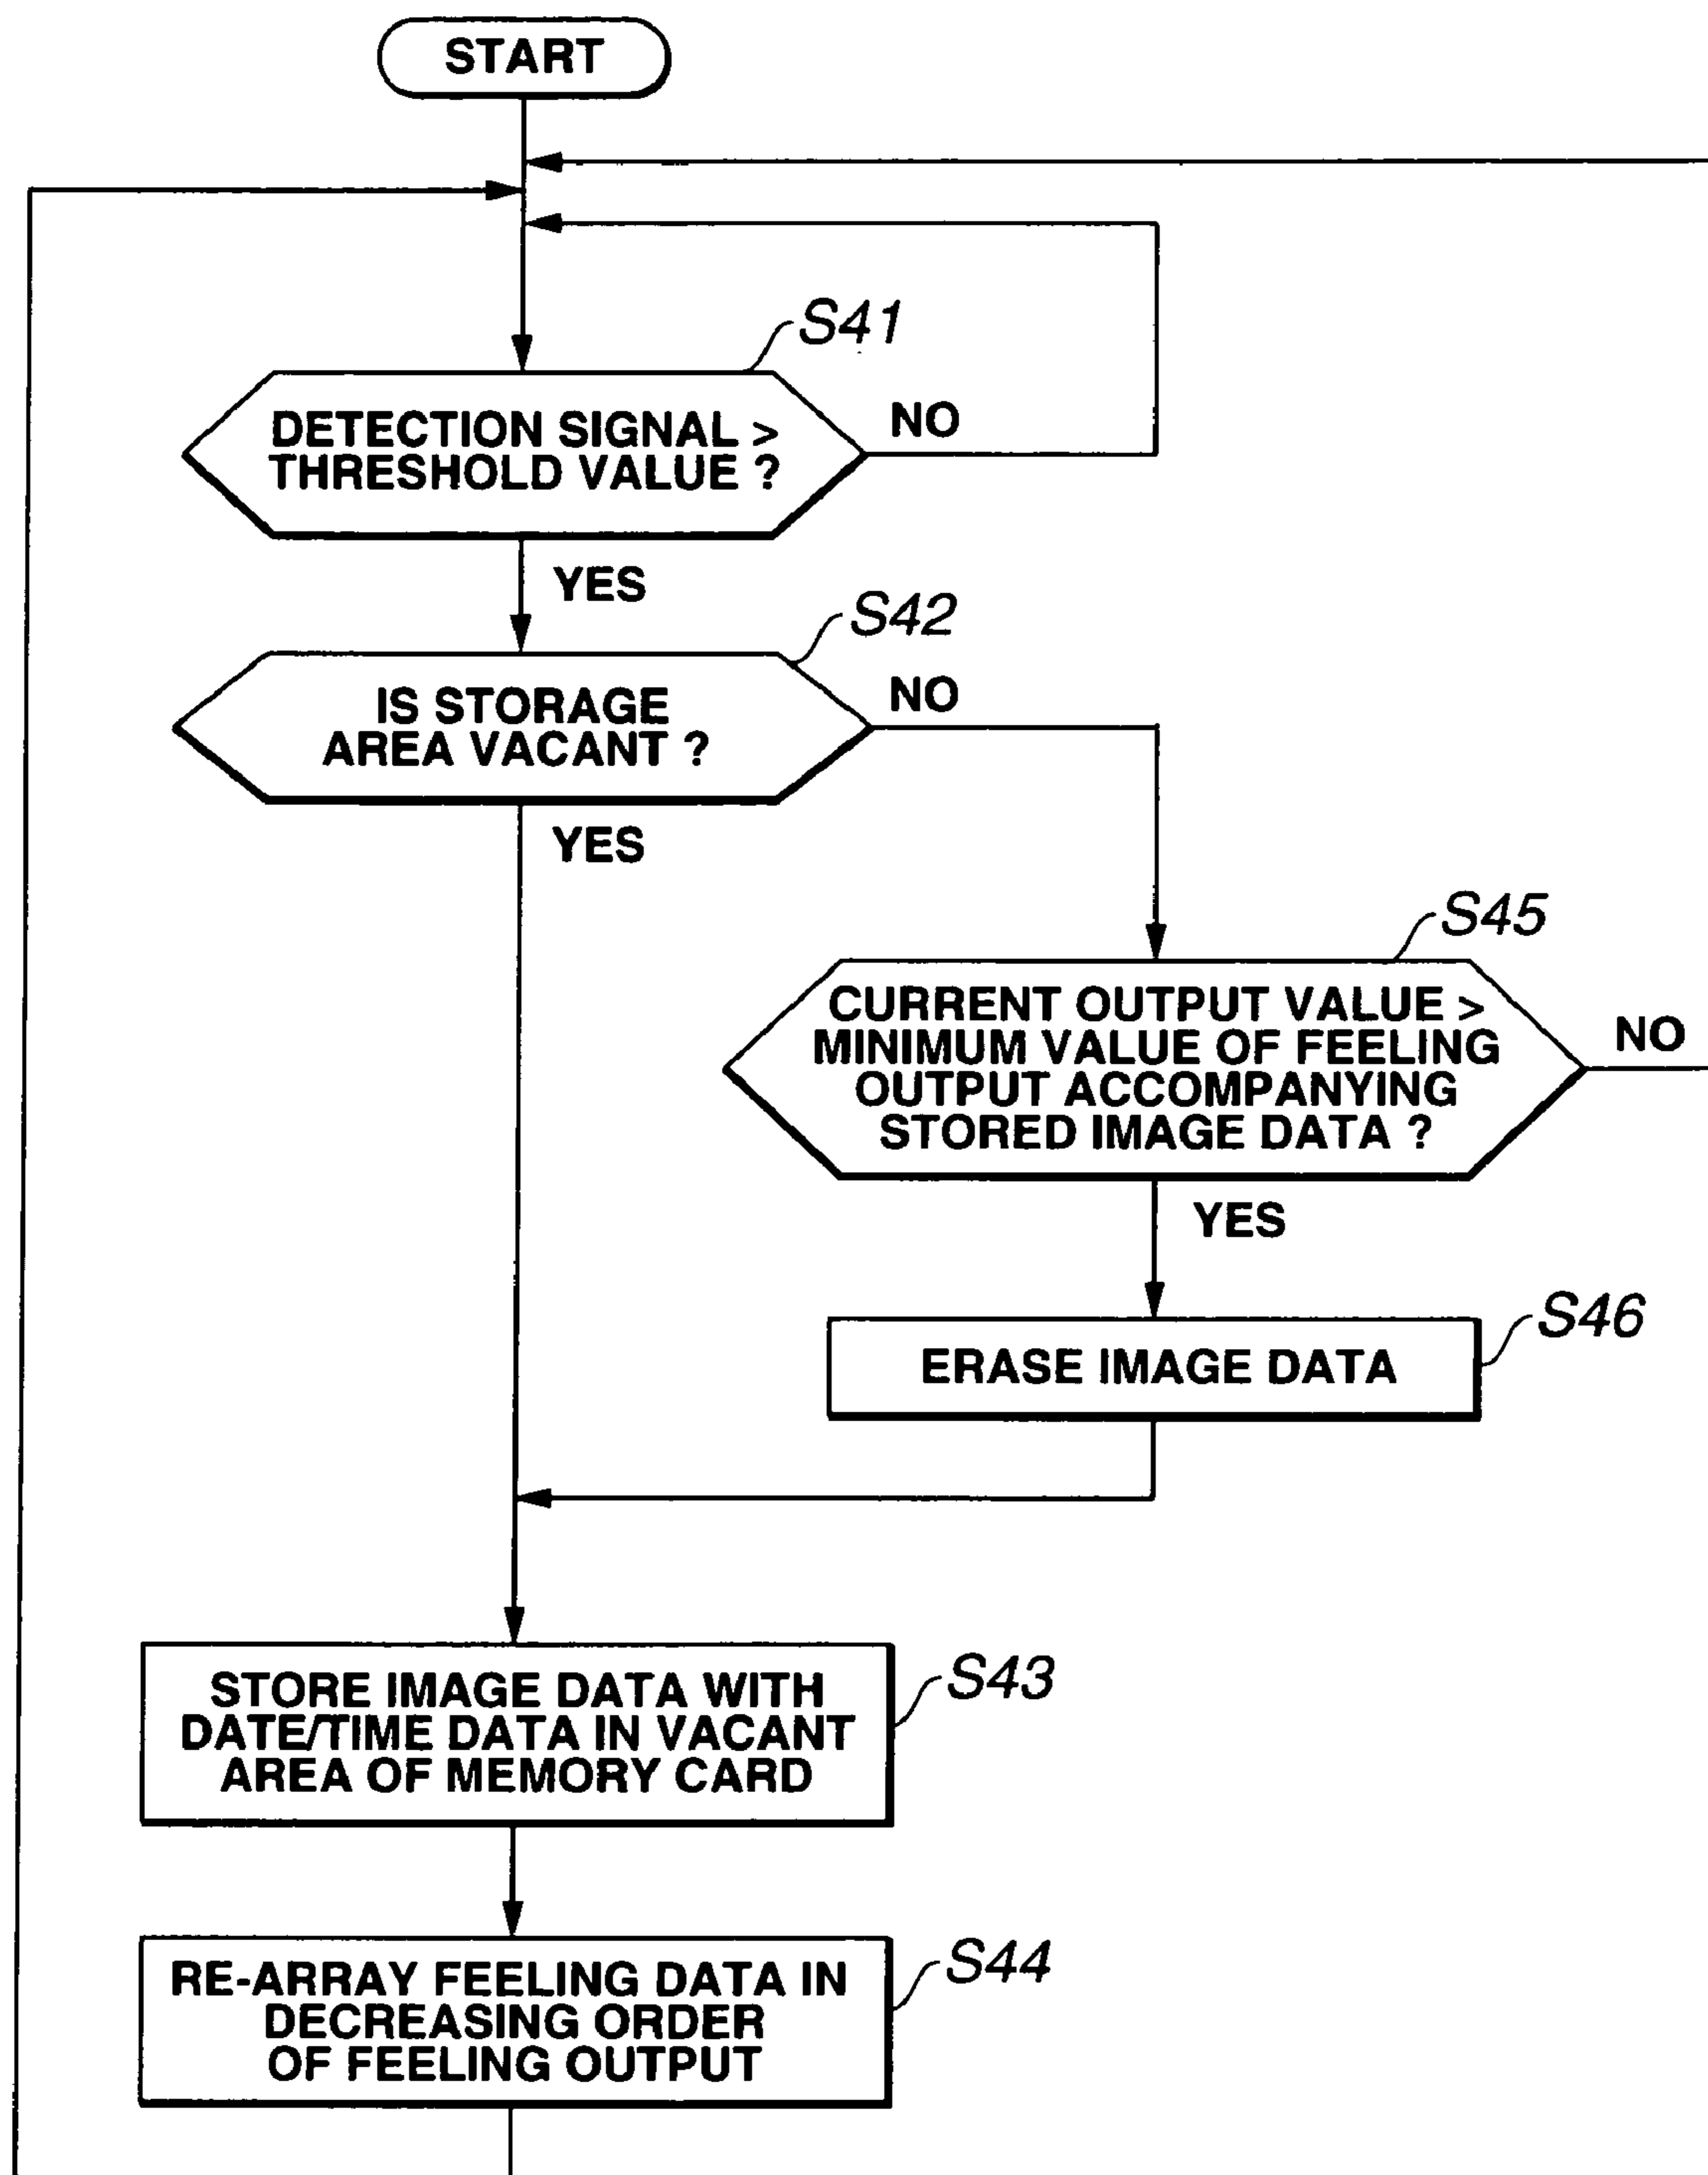 START
S41
DETECTION SIGNAL >
THRESHOLD VALUE ?
NO
YES
S42
IS STORAGE
AREA VACANT ?
NO
YES
S45
CURRENT OUTPUT VALUE >
MINIMUM VALUE OF FEELING
OUTPUT ACCOMPANYING
STORED IMAGE DATA ?
NO
YES
S46
ERASE IMAGE DATA
S43
STORE IMAGE DATA WITH
DATE/TIME DATA IN VACANT
AREA OF MEMORY CARD
S44
RE-ARRAY FEELING DATA IN
DECREASING ORDER
OF FEELING OUTPUT